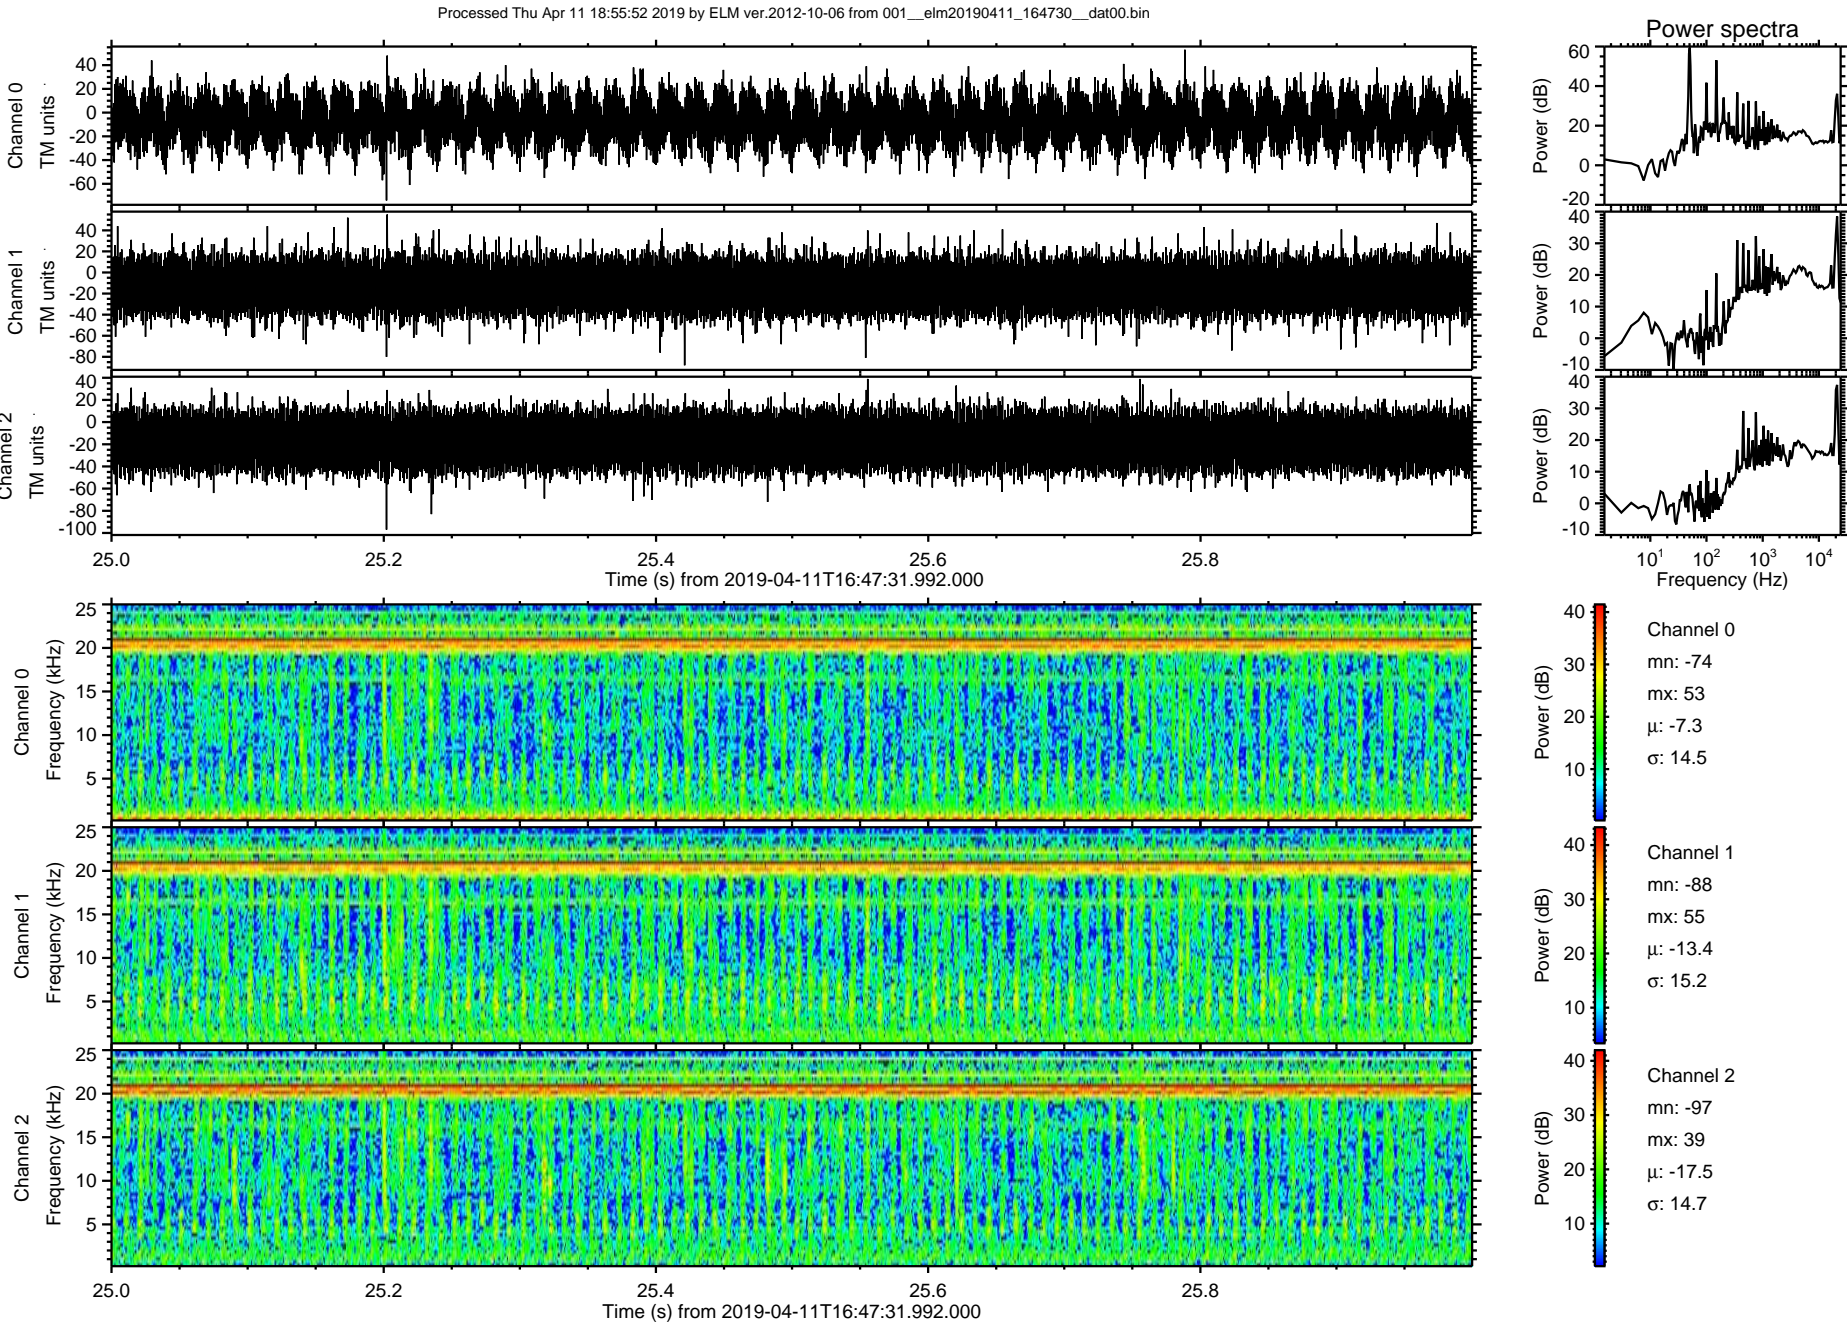 Processed Thu Apr 11 18:55:52 2019 by ELM ver.2012-10-06 from 001__elm20190411_164730__dat00.bin
Power spectra
Channel 0
TM units
40
20
0
-20
-40
-60
Power (dB)
60
40
20
0
-20
Channel 1
TM units
40
20
0
-20
-40
-60
-80
Power (dB)
40
30
20
10
0
-10
Channel 2
TM units
40
20
0
-20
-40
-60
-80
-100
Power (dB)
40
30
20
10
0
-10
25.0 25.2 25.4 25.6 25.8
Time (s) from 2019-04-11T16:47:31.992.000
10¹ 10² 10³ 10⁴
Frequency (Hz)
Channel 0
Frequency (kHz)
25
20
15
10
5
Power (dB)
40
30
20
10
Channel 0
mn: -74
mx: 53
μ: -7.3
σ: 14.5
Channel 1
Frequency (kHz)
25
20
15
10
5
Power (dB)
40
30
20
10
Channel 1
mn: -88
mx: 55
μ: -13.4
σ: 15.2
Channel 2
Frequency (kHz)
25
20
15
10
5
Power (dB)
40
30
20
10
Channel 2
mn: -97
mx: 39
μ: -17.5
σ: 14.7
25.0 25.2 25.4 25.6 25.8
Time (s) from 2019-04-11T16:47:31.992.000